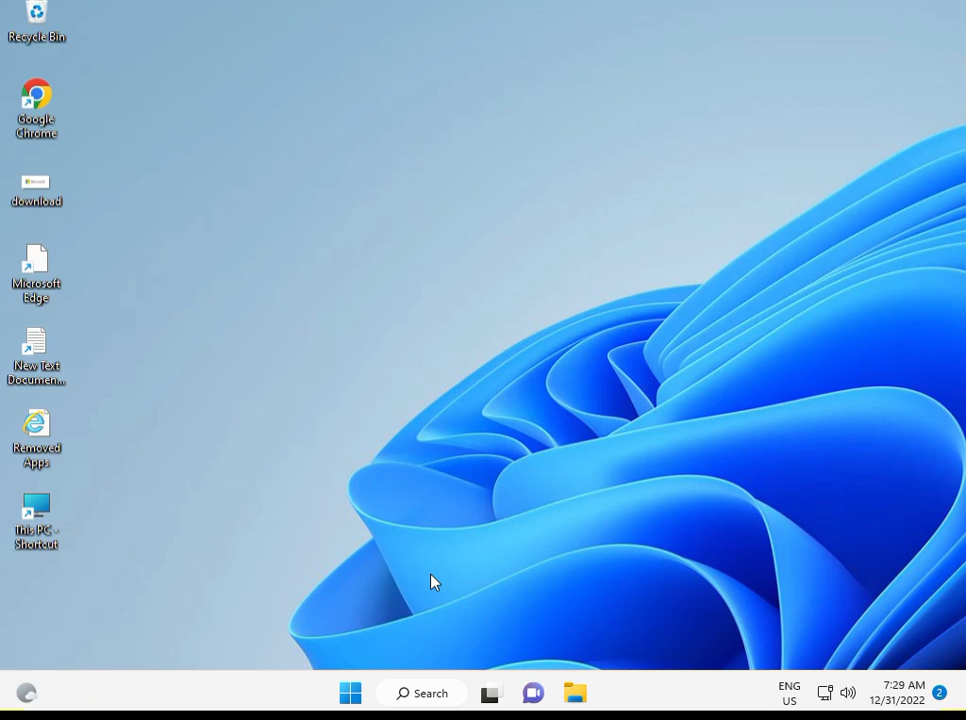 Recycle Bin
Google
Chrome
download
Microsoft
Edge
New Text
Documen...
Removed
Apps
This PC -
Shortcut
Search
ENG
US
7:29 AM
12/31/2022
2